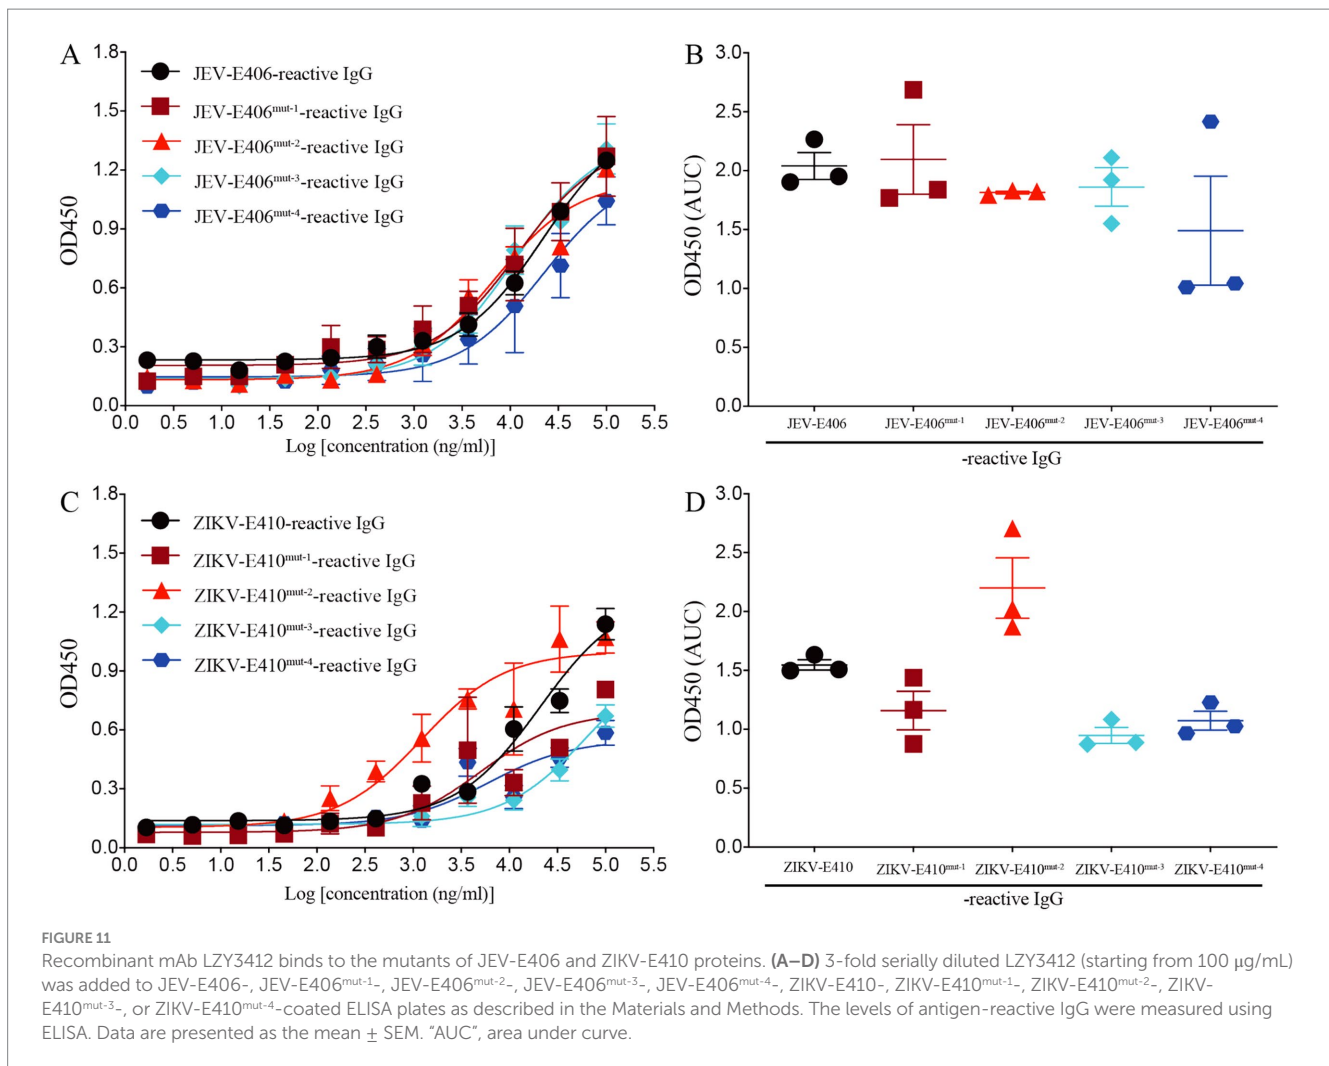 A
1.8
1.5
1.2
0.9
0.6
0.3
0.0
OD450
JEV-E406-reactive IgG
JEV-E406mut-1-reactive IgG
JEV-E406mut-2-reactive IgG
JEV-E406mut-3-reactive IgG
JEV-E406mut-4-reactive IgG
0.0 0.5 1.0 1.5 2.0 2.5 3.0 3.5 4.0 4.5 5.0 5.5
Log [concentration (ng/ml)]
B
3.0
2.5
2.0
1.5
1.0
0.5
0.0
OD450 (AUC)
JEV-E406 JEV-E406mut-1 JEV-E406mut-2 JEV-E406mut-3 JEV-E406mut-4
-reactive IgG
C
1.8
1.5
1.2
0.9
0.6
0.3
0.0
OD450
ZIKV-E410-reactive IgG
ZIKV-E410mut-1-reactive IgG
ZIKV-E410mut-2-reactive IgG
ZIKV-E410mut-3-reactive IgG
ZIKV-E410mut-4-reactive IgG
0.0 0.5 1.0 1.5 2.0 2.5 3.0 3.5 4.0 4.5 5.0 5.5
Log [concentration (ng/ml)]
D
3.0
2.5
2.0
1.5
1.0
0.5
0.0
OD450 (AUC)
ZIKV-E410 ZIKV-E410mut-1 ZIKV-E410mut-2 ZIKV-E410mut-3 ZIKV-E410mut-4
-reactive IgG
FIGURE 11
Recombinant mAb LZY3412 binds to the mutants of JEV-E406 and ZIKV-E410 proteins. (A–D) 3-fold serially diluted LZY3412 (starting from 100 μg/mL)
was added to JEV-E406-, JEV-E406mut-1-, JEV-E406mut-2-, JEV-E406mut-3-, JEV-E406mut-4-, ZIKV-E410-, ZIKV-E410mut-1-, ZIKV-E410mut-2-, ZIKV-
E410mut-3-, or ZIKV-E410mut-4-coated ELISA plates as described in the Materials and Methods. The levels of antigen-reactive IgG were measured using
ELISA. Data are presented as the mean ± SEM. “AUC”, area under curve.